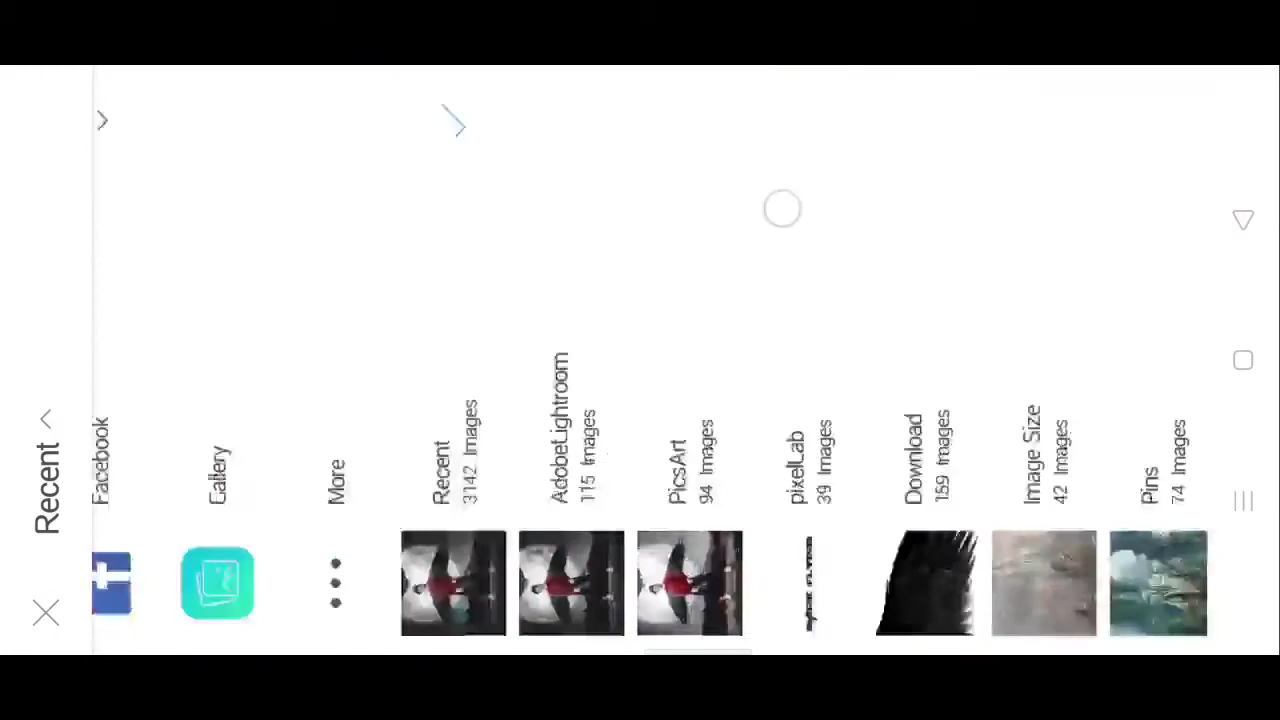 Recent
Facebook
Gallery
More
Recent
3142 Images
AdobeLightroom
115 Images
PicsArt
94 Images
pixelLab
39 Images
Download
159 Images
Image Size
42 Images
Pins
74 Images